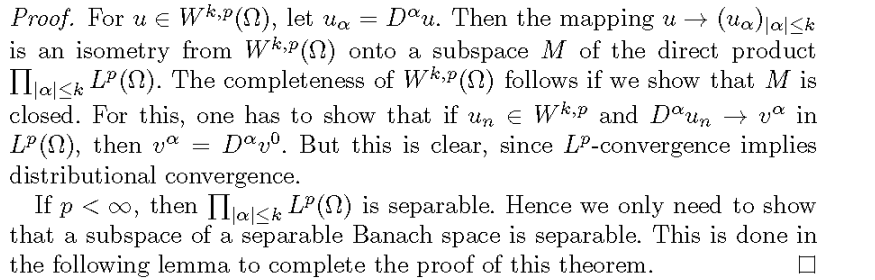 Proof. For u ∈ W^{k,p}(Ω), let u_α = D^α u. Then the mapping u → (u_α)_{|α|≤k}
is an isometry from W^{k,p}(Ω) onto a subspace M of the direct product
∏_{|α|≤k} L^p(Ω). The completeness of W^{k,p}(Ω) follows if we show that M is
closed. For this, one has to show that if u_n ∈ W^{k,p} and D^α u_n → v^α in
L^p(Ω), then v^α = D^α v^0. But this is clear, since L^p-convergence implies
distributional convergence.
If p < ∞, then ∏_{|α|≤k} L^p(Ω) is separable. Hence we only need to show
that a subspace of a separable Banach space is separable. This is done in
the following lemma to complete the proof of this theorem. □